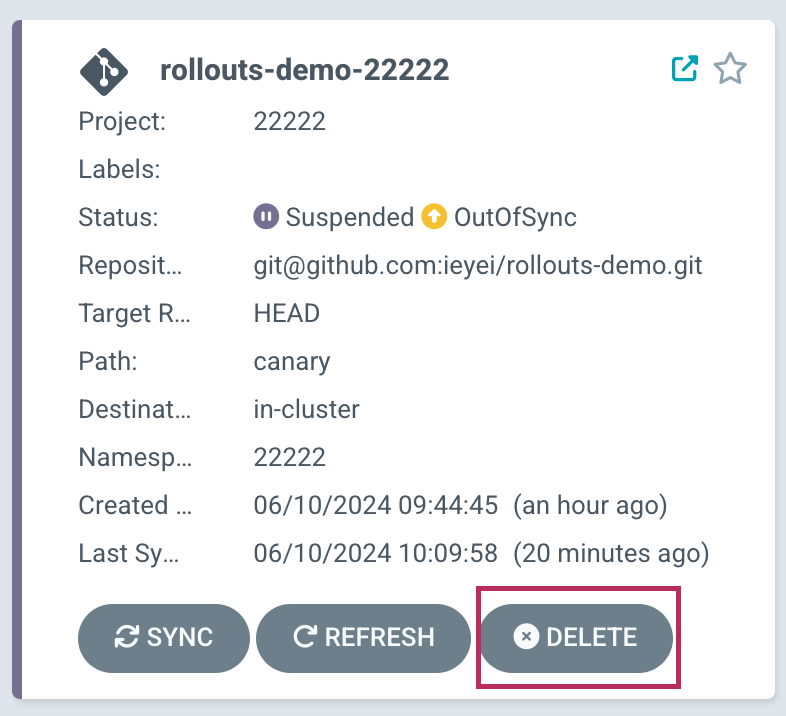 rollouts-demo-22222
Project: 22222
Labels:
Status: Suspended OutOfSync
Reposit... git@github.com:ieyei/rollouts-demo.git
Target R... HEAD
Path: canary
Destinat... in-cluster
Namesp... 22222
Created ... 06/10/2024 09:44:45 (an hour ago)
Last Sy... 06/10/2024 10:09:58 (20 minutes ago)
SYNC REFRESH DELETE